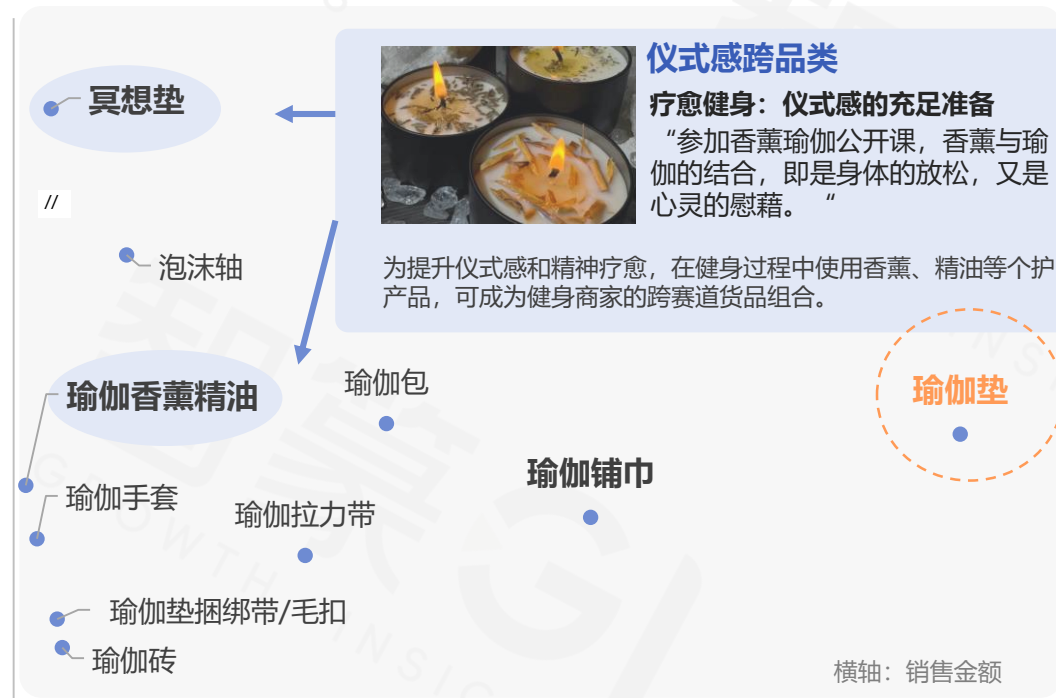 仪式感跨品类
疗愈健身：仪式感的充足准备
“参加香薰瑜伽公开课，香薰与瑜
伽的结合，即是身体的放松，又是
心灵的慰藉。“
为提升仪式感和精神疗愈，在健身过程中使用香薰、精油等个护
产品，可成为健身商家的跨赛道货品组合。
冥想垫
//
泡沫轴
瑜伽香薰精油
瑜伽包
瑜伽垫
瑜伽铺巾
瑜伽手套
瑜伽拉力带
瑜伽垫捆绑带/毛扣
瑜伽砖
横轴：销售金额
GROWTH INSIG